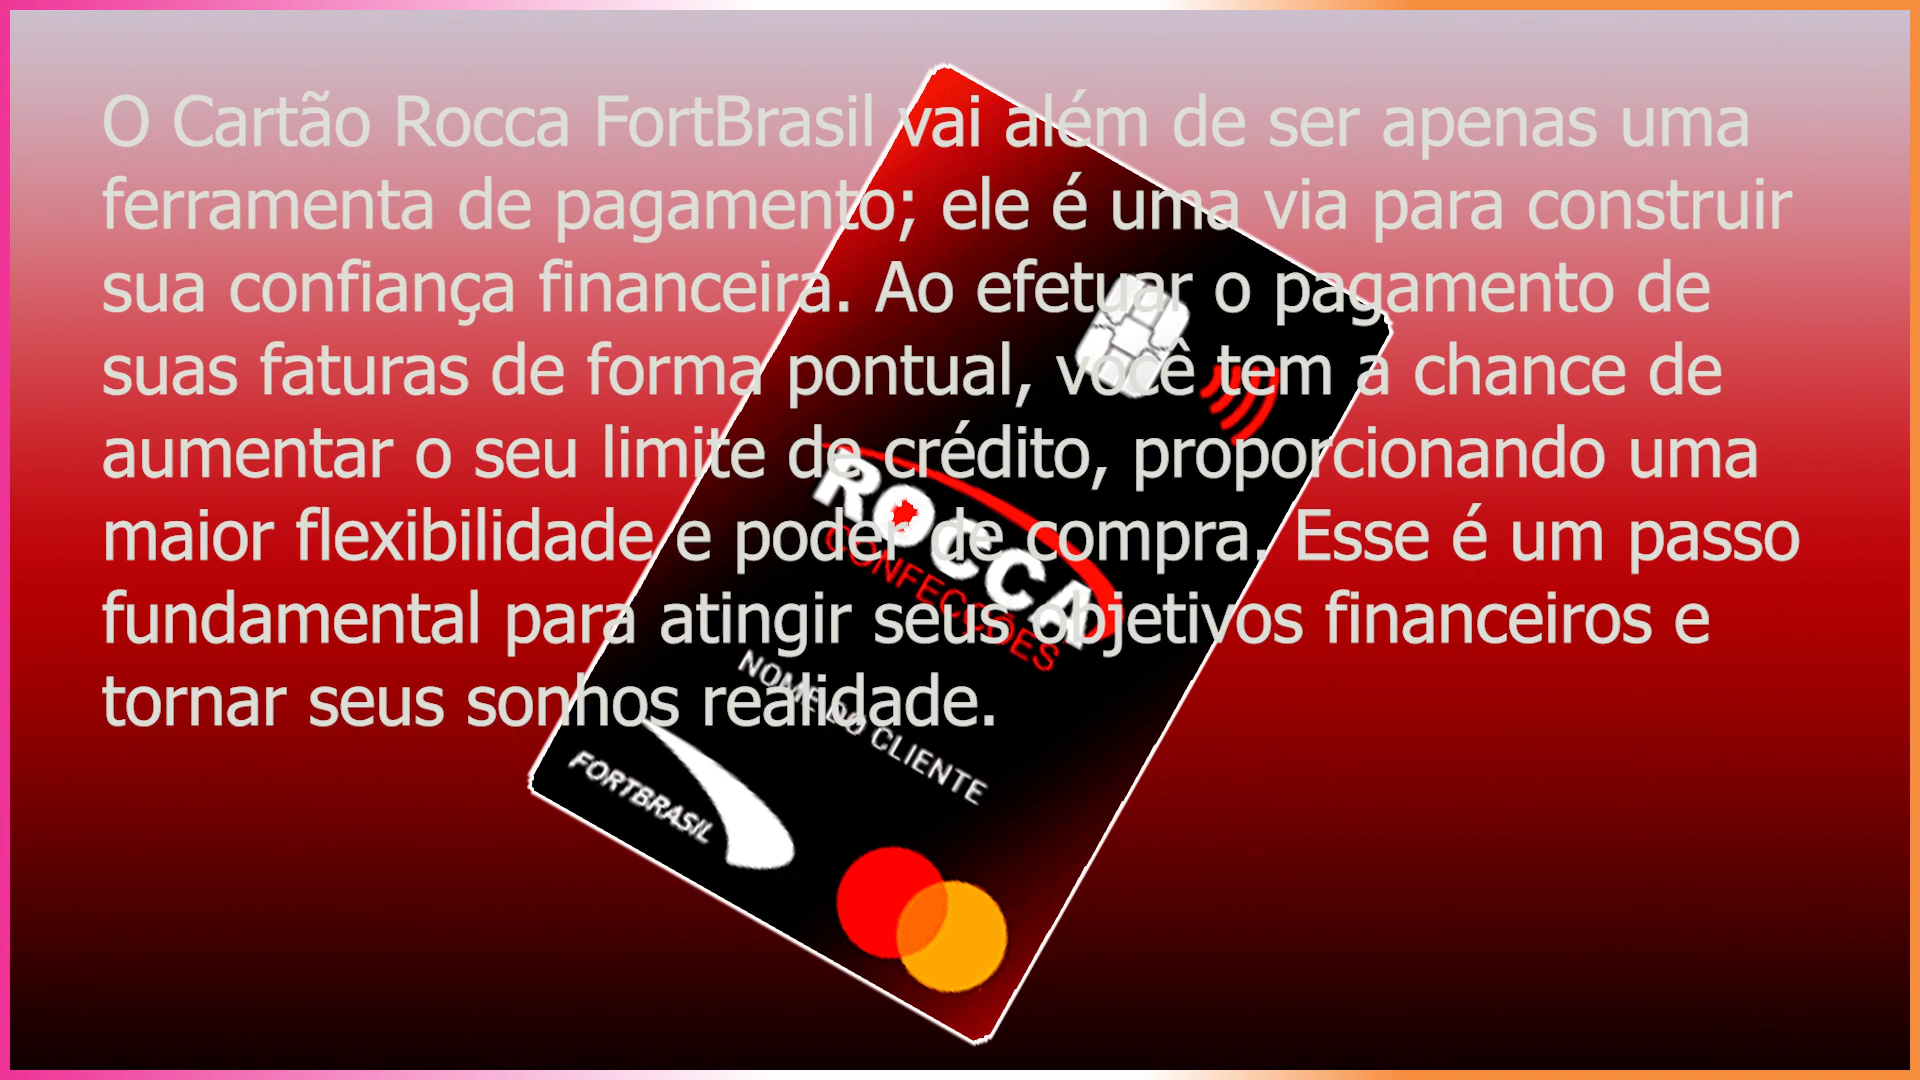 O Cartão Rocca FortBrasil vai além de ser apenas uma
ferramenta de pagamento; ele é uma via para construir
sua confiança financeira. Ao efetuar o pagamento de
suas faturas de forma pontual, você tem a chance de
aumentar o seu limite de crédito, proporcionando uma
maior flexibilidade e poder de compra. Esse é um passo
fundamental para atingir seus objetivos financeiros e
tornar seus sonhos realidade.
ROCCA
CONFECÇÕES
NOME DO CLIENTE
FORTBRASIL